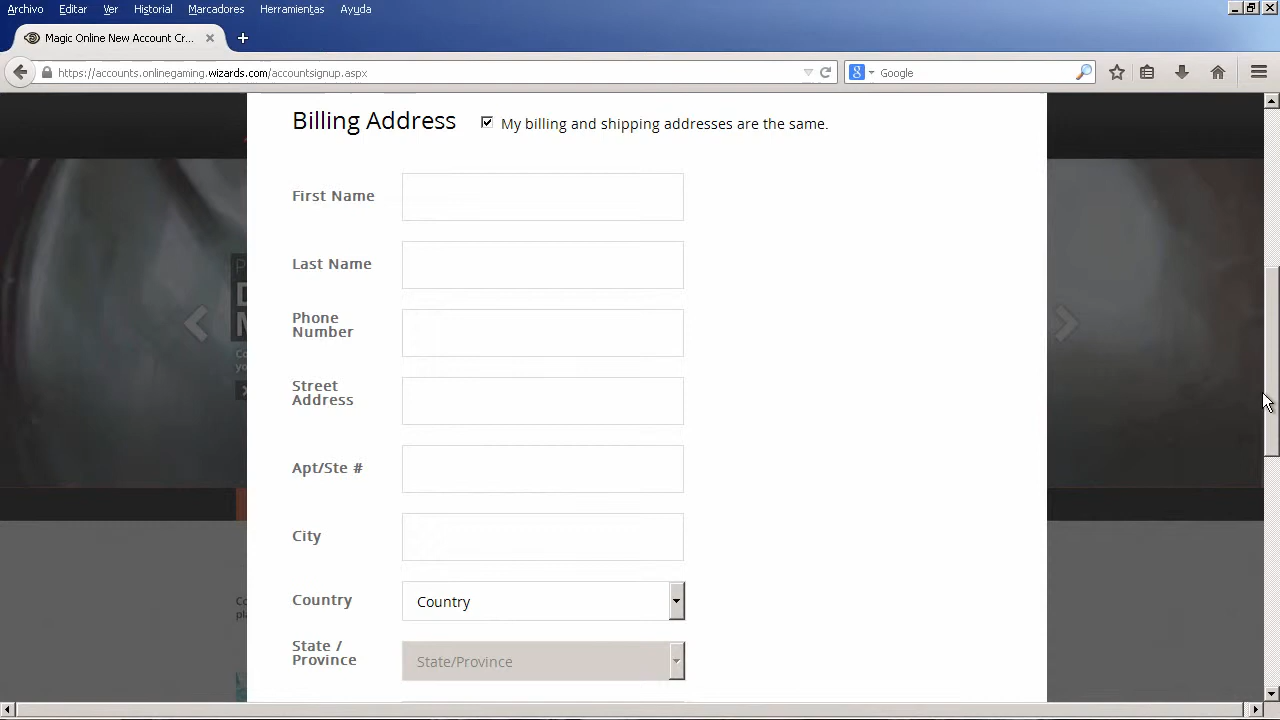 Archivo Editar Ver Historial Marcadores Herramientas Ayuda
Magic Online New Account Cr...
https://accounts.onlinegaming.wizards.com/accountsignup.aspx
Google
Billing Address
My billing and shipping addresses are the same.
First Name
Last Name
Phone
Number
Street
Address
Apt/Ste #
City
Country
Country
State /
Province
State/Province